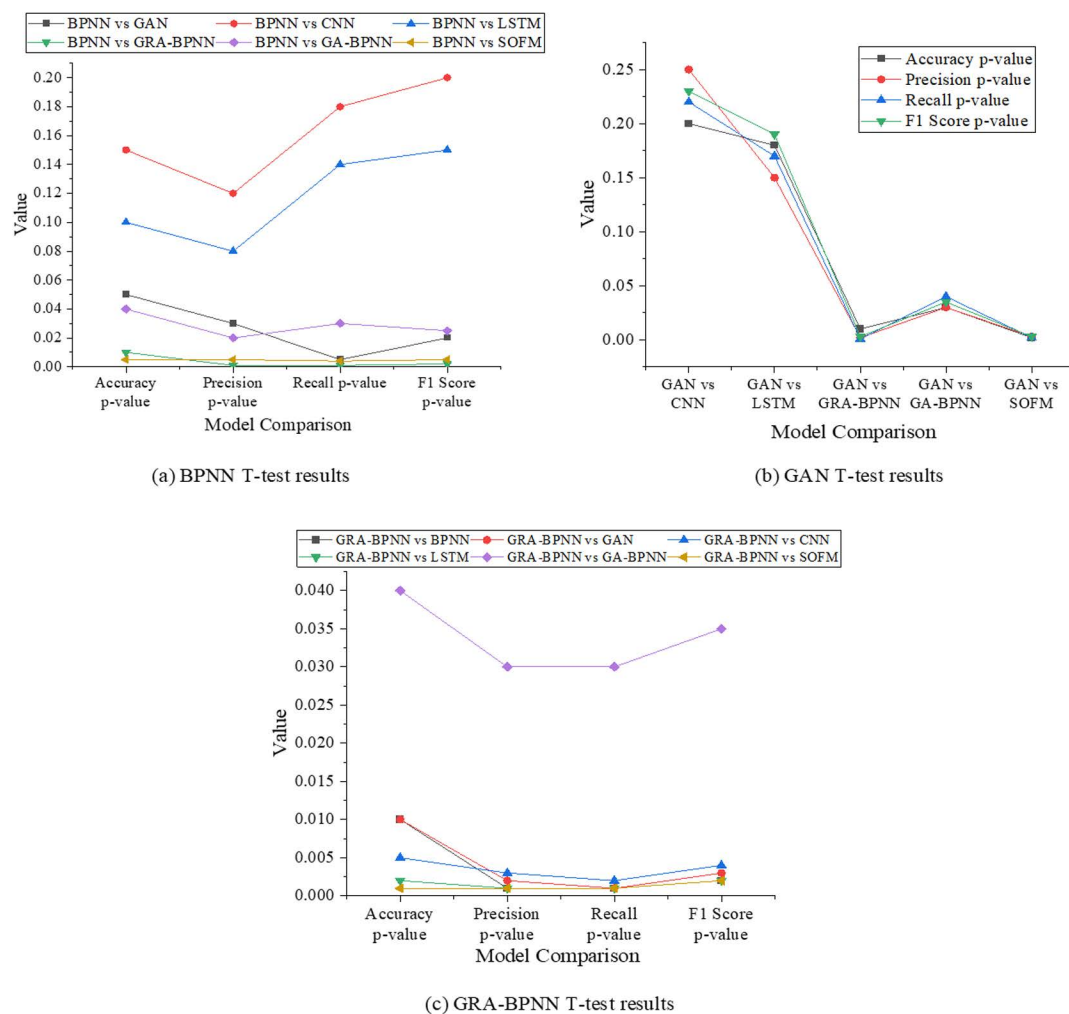 BPNN vs GAN BPNN vs CNN BPNN vs LSTM
BPNN vs GRA-BPNN BPNN vs GA-BPNN BPNN vs SOFM
0.20
0.18
0.16
0.14
0.12
0.10
0.08
0.06
0.04
0.02
0.00
Value
Accuracy p-value
Precision p-value
Recall p-value
F1 Score p-value
Model Comparison
(a) BPNN T-test results
Accuracy p-value
Precision p-value
Recall p-value
F1 Score p-value
0.25
0.20
0.15
0.10
0.05
0.00
Value
GAN vs CNN
GAN vs LSTM
GAN vs GRA-BPNN
GAN vs GA-BPNN
GAN vs SOFM
Model Comparison
(b) GAN T-test results
GRA-BPNN vs BPNN GRA-BPNN vs GAN GRA-BPNN vs CNN
GRA-BPNN vs LSTM GRA-BPNN vs GA-BPNN GRA-BPNN vs SOFM
0.040
0.035
0.030
0.025
0.020
0.015
0.010
0.005
0.000
Value
Accuracy p-value
Precision p-value
Recall p-value
F1 Score p-value
Model Comparison
(c) GRA-BPNN T-test results